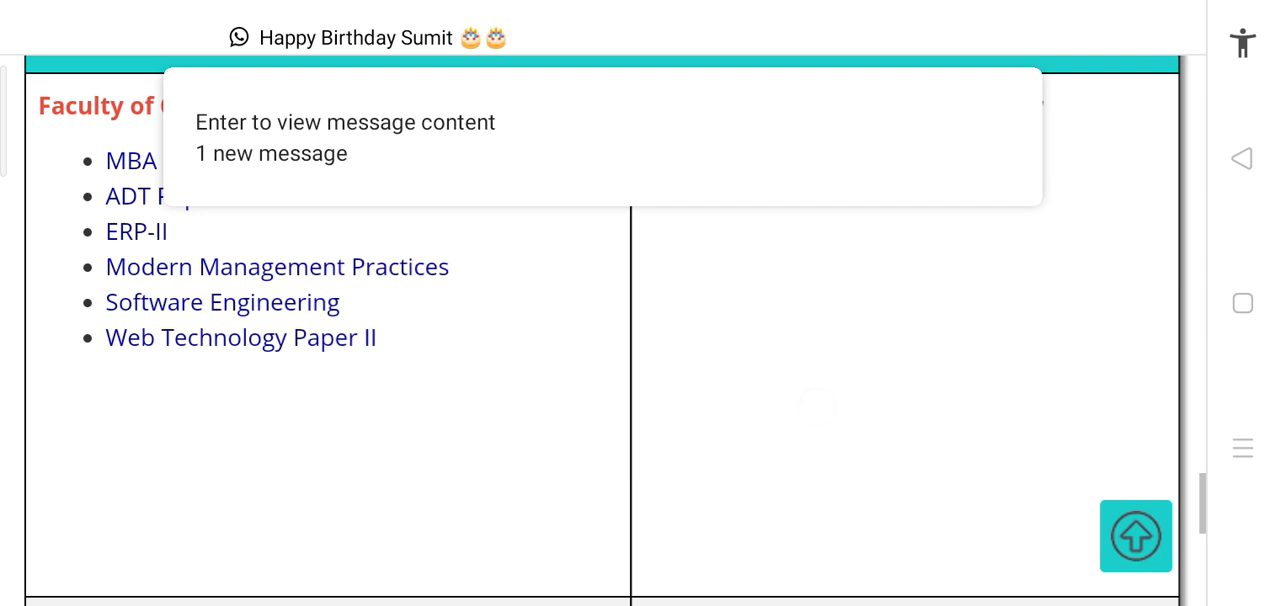 Happy Birthday Sumit 🎂🎂
Enter to view message content
1 new message
Faculty of
MBA
ADT
ERP-II
Modern Management Practices
Software Engineering
Web Technology Paper II